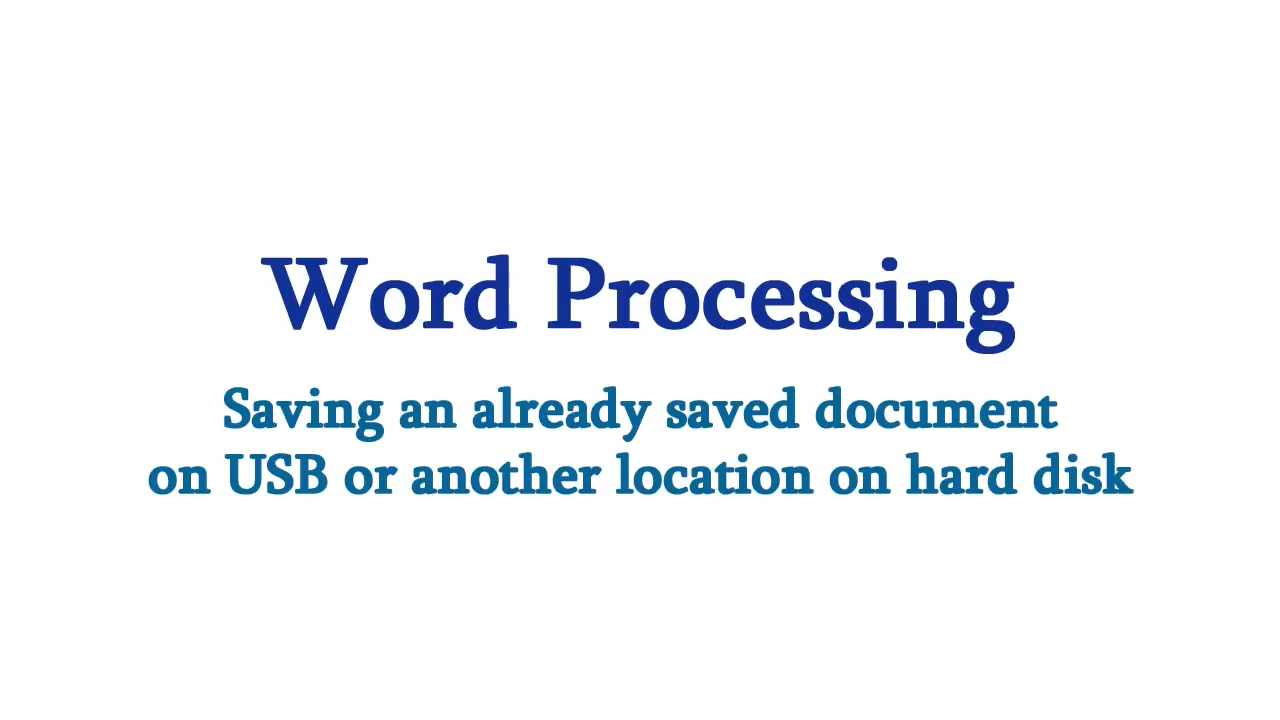 Word Processing
Saving an already saved document
on USB or another location on hard disk